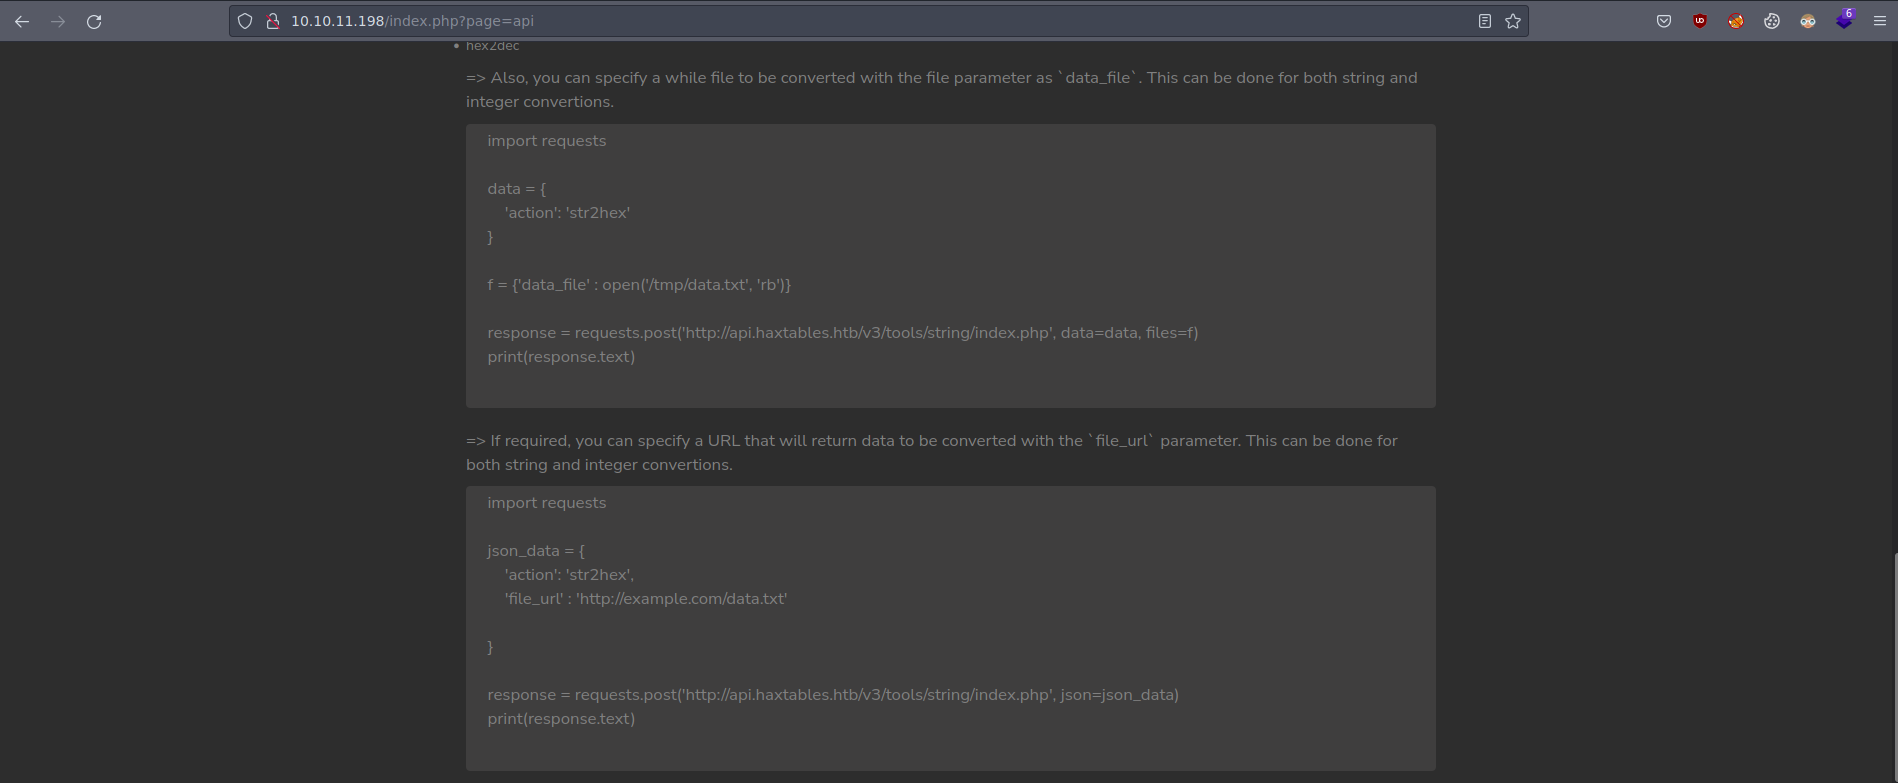 10.10.11.198/index.php?page=api
6
• hex2dec
=> Also, you can specify a while file to be converted with the file parameter as `data_file`. This can be done for both string and
integer convertions.
import requests
data = {
'action': 'str2hex'
}
f = {'data_file' : open('/tmp/data.txt', 'rb')}
response = requests.post('http://api.haxtables.htb/v3/tools/string/index.php', data=data, files=f)
print(response.text)
=> If required, you can specify a URL that will return data to be converted with the `file_url` parameter. This can be done for
both string and integer convertions.
import requests
json_data = {
'action': 'str2hex',
'file_url' : 'http://example.com/data.txt'
}
response = requests.post('http://api.haxtables.htb/v3/tools/string/index.php', json=json_data)
print(response.text)